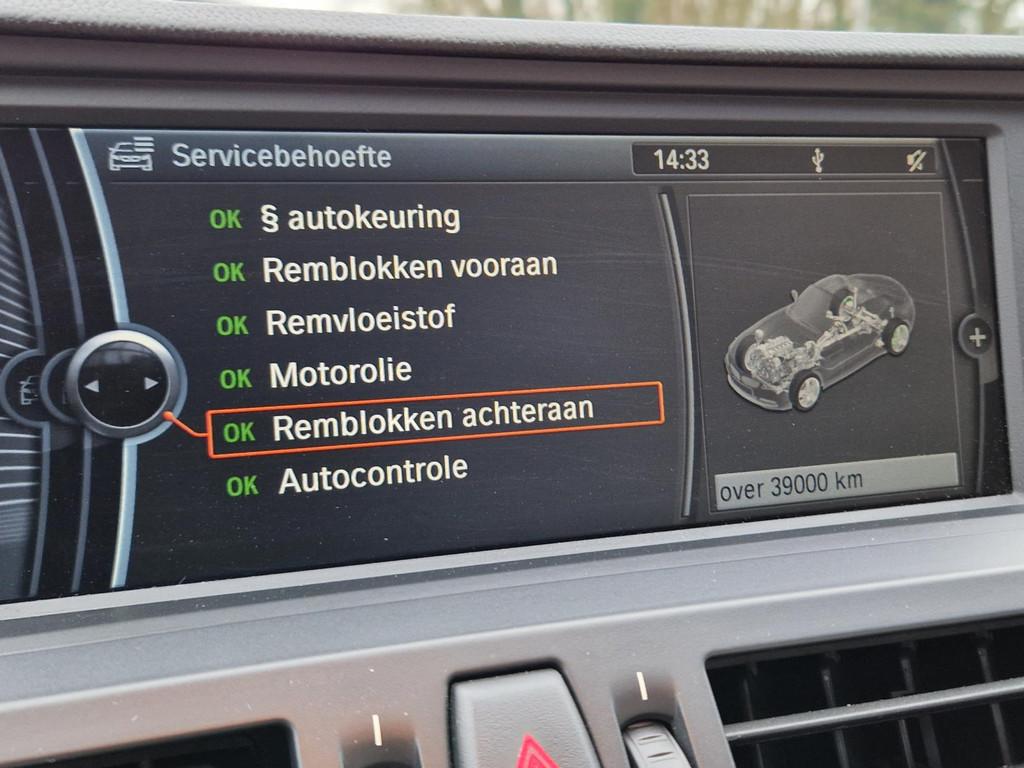 Servicebehoefte
14:33
OK § autokeuring
OK Remblokken vooraan
OK Remvloeistof
OK Motorolie
OK Remblokken achteraan
OK Autocontrole
over 39000 km